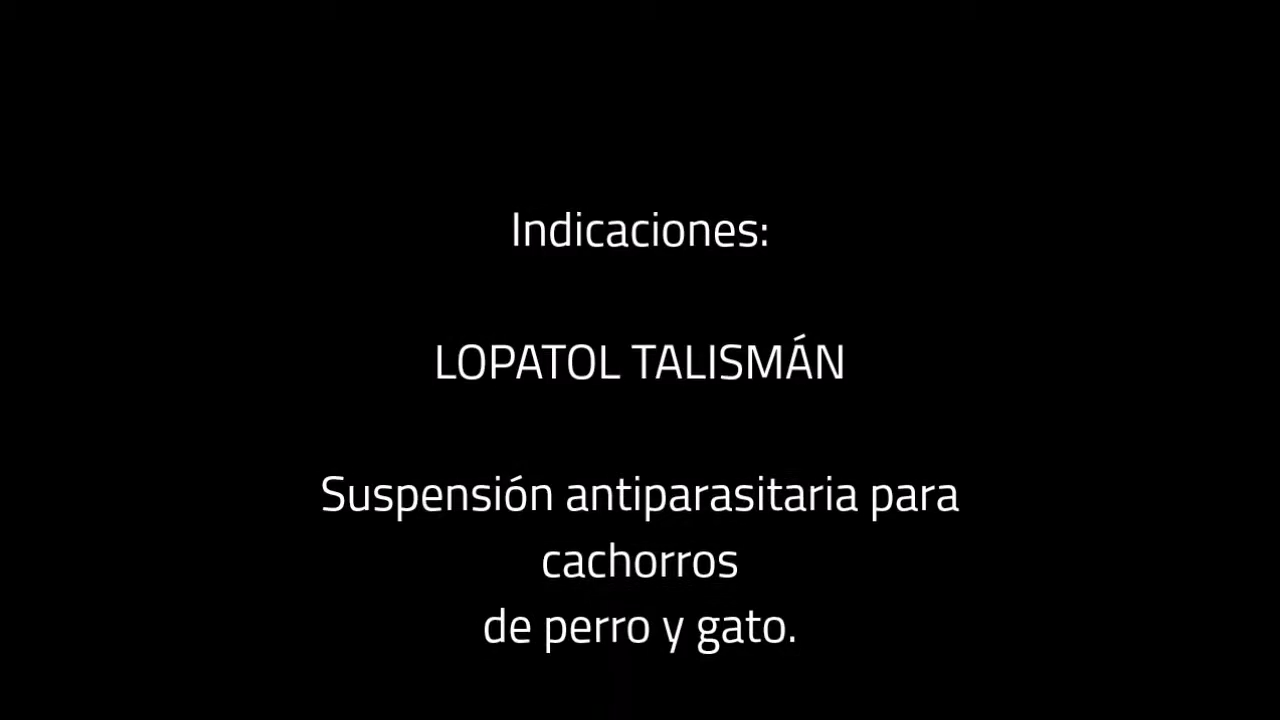 Indicaciones:
LOPATOL TALISMÁN
Suspensión antiparasitaria para
cachorros
de perro y gato.